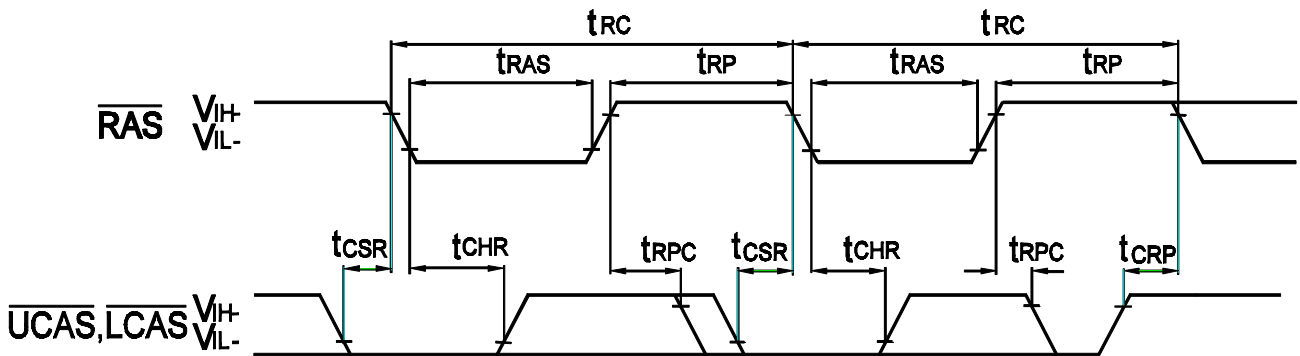 tRC tRC
tRAS tRP tRAS tRP
RAS VIH-
VIL-
tCSR tCHR tRPC tCSR tCHR tRPC tCRP
UCAS,LCAS VIH-
VIL-